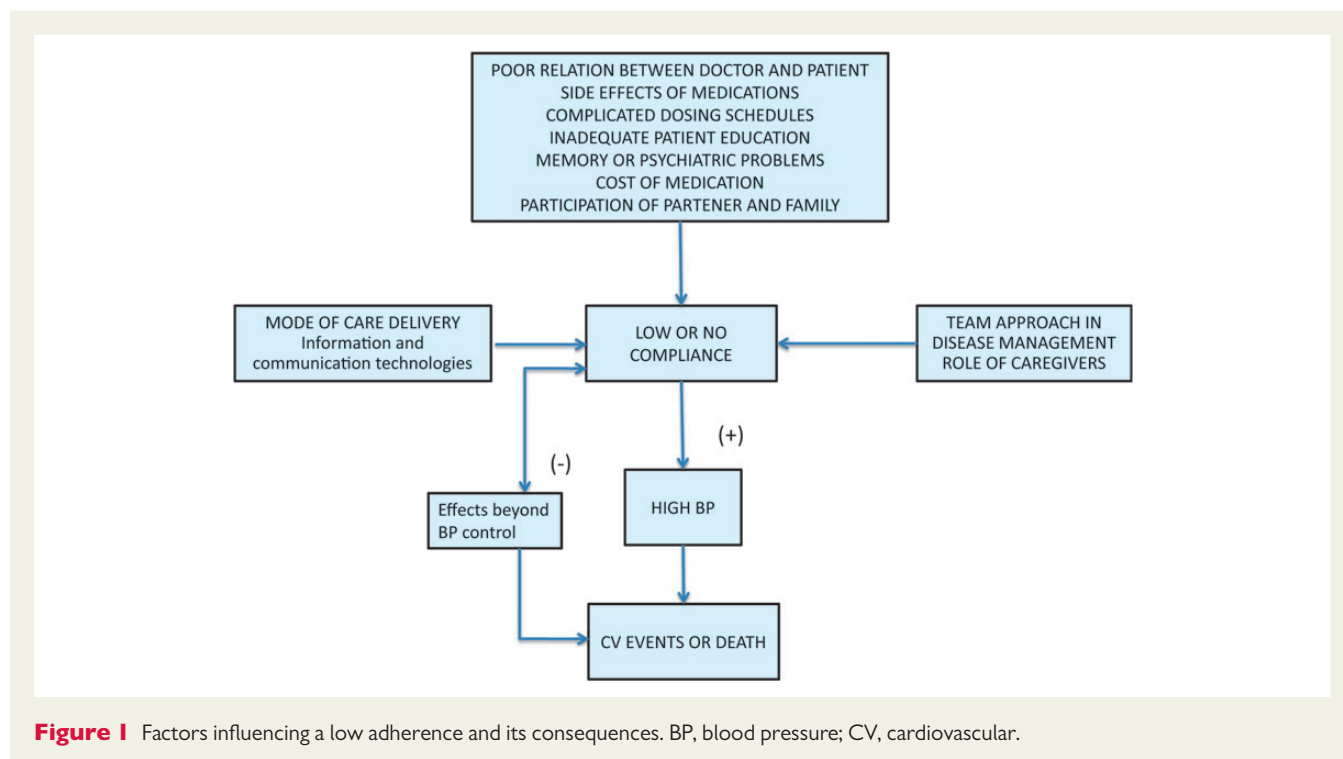 POOR RELATION BETWEEN DOCTOR AND PATIENT
SIDE EFFECTS OF MEDICATIONS
COMPLICATED DOSING SCHEDULES
INADEQUATE PATIENT EDUCATION
MEMORY OR PSYCHIATRIC PROBLEMS
COST OF MEDICATION
PARTICIPATION OF PARTENER AND FAMILY
MODE OF CARE DELIVERY
Information and
communication technologies
LOW OR NO
COMPLIANCE
TEAM APPROACH IN
DISEASE MANAGEMENT
ROLE OF CAREGIVERS
(+)
(-)
Effects beyond
BP control
HIGH BP
CV EVENTS OR DEATH
Figure 1 Factors influencing a low adherence and its consequences. BP, blood pressure; CV, cardiovascular.